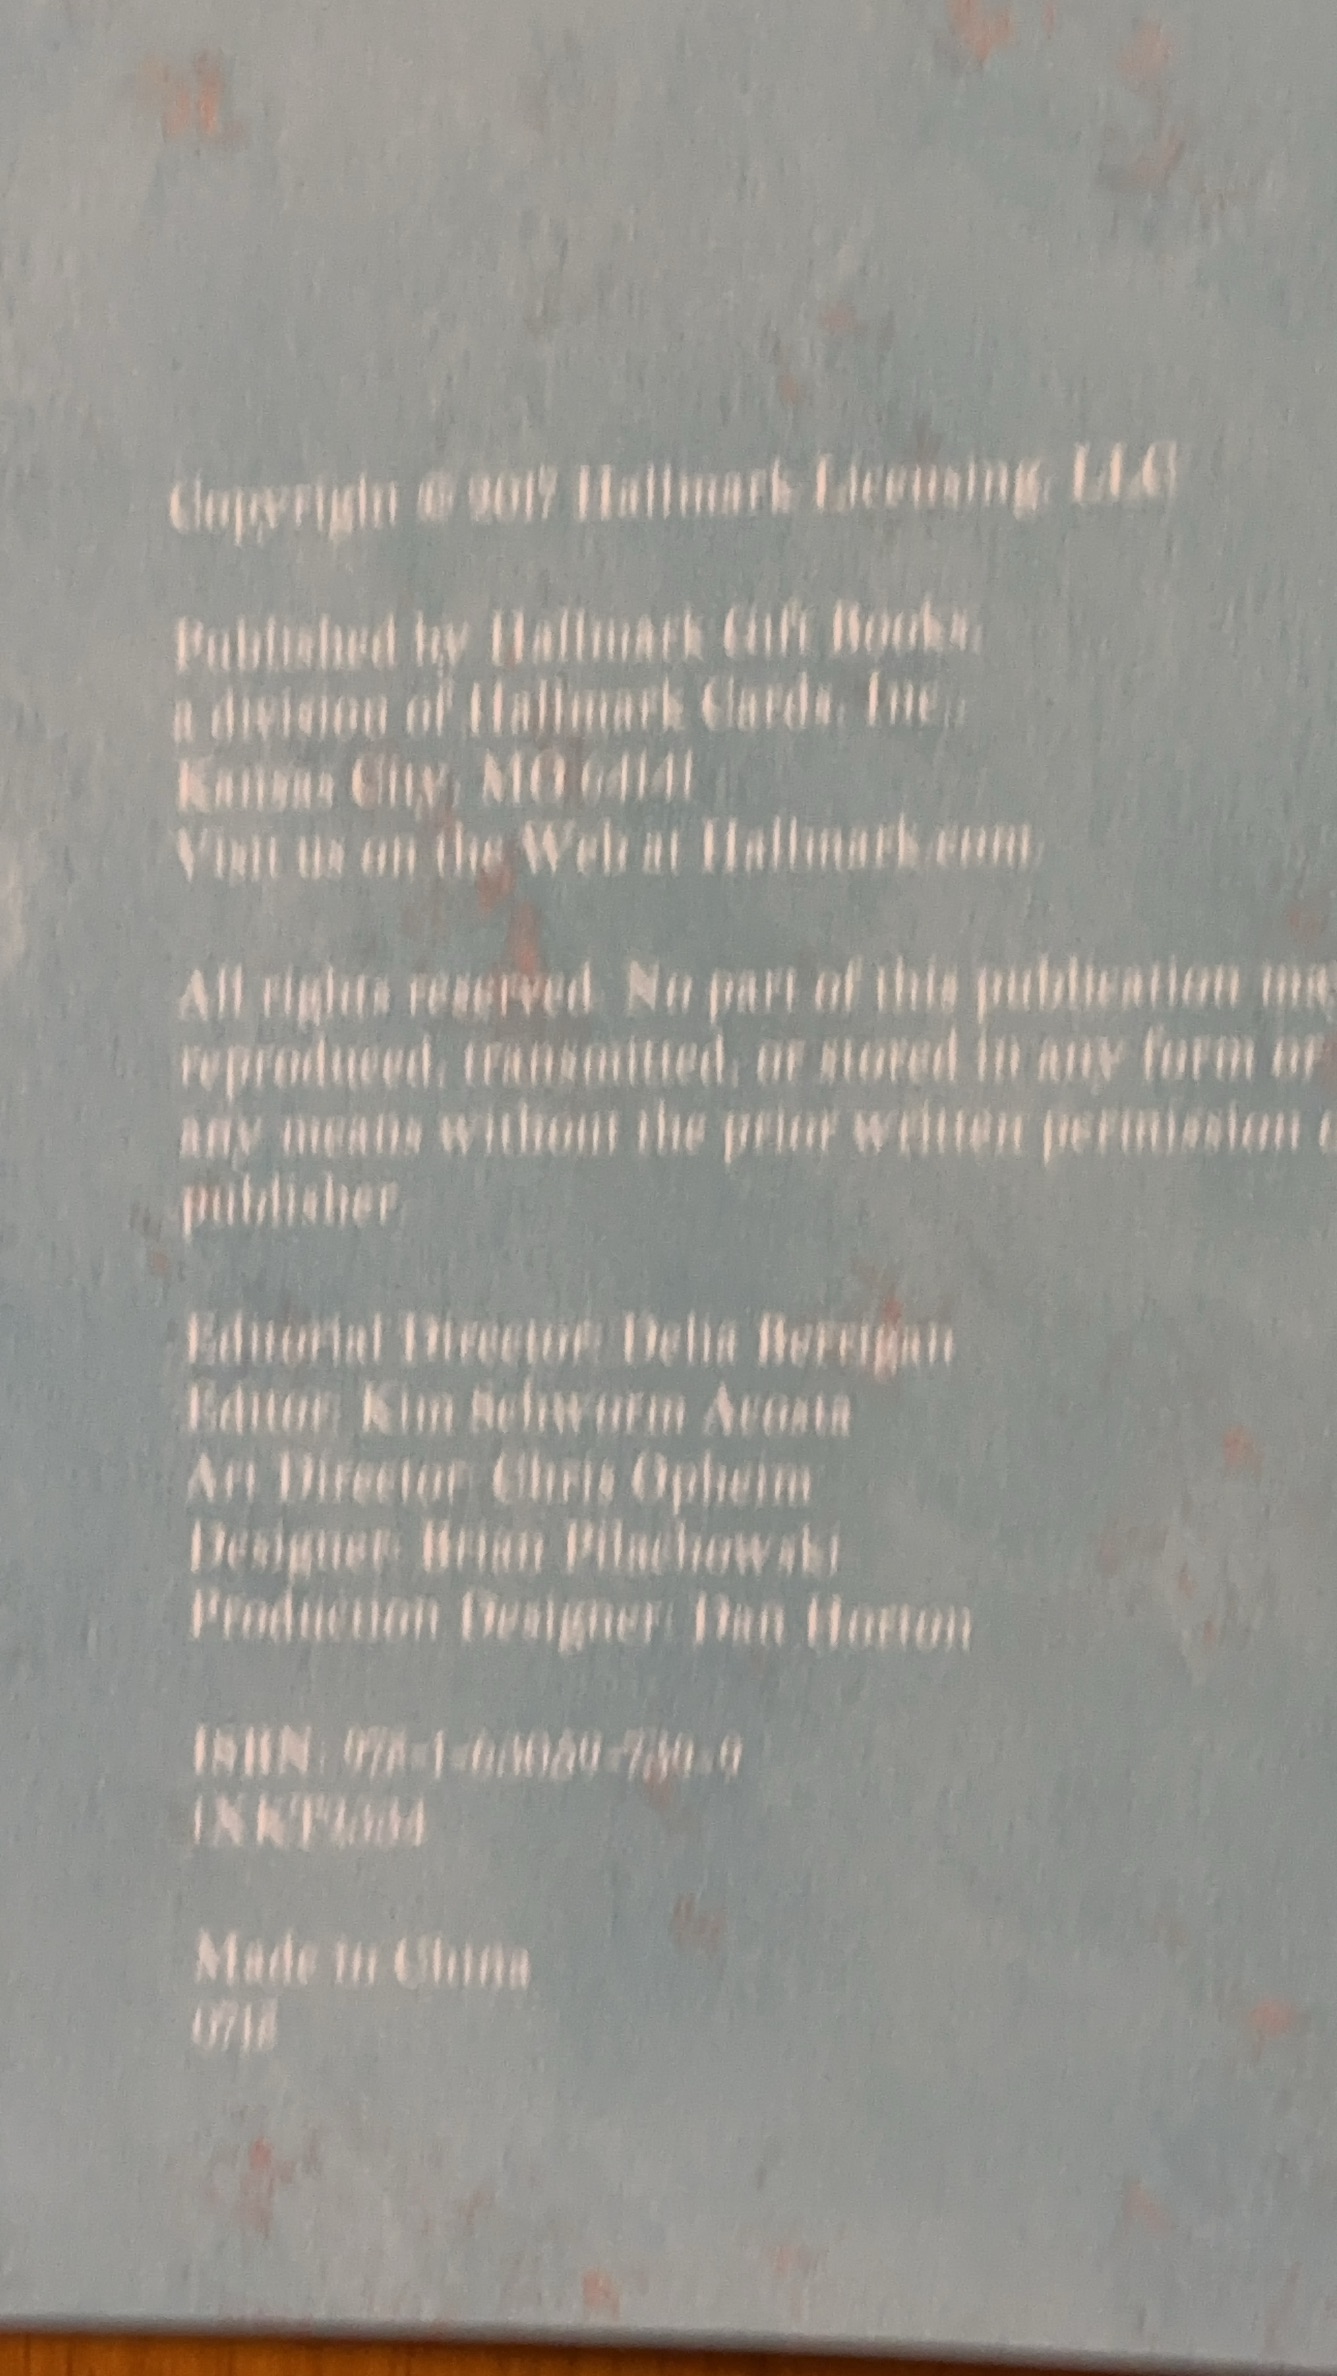 Copyright © 2017 Hallmark Licensing, LLC
Published by Hallmark Gift Books,
a division of Hallmark Cards, Inc.,
Kansas City, MO 64141
Visit us on the Web at Hallmark.com.
All rights reserved. No part of this publication
reproduced, transmitted, or stored in any form or
any means without the prior written permission
publisher.
Editorial Director: Delia Berrigan
Editor: Kim Schworm Acosta
Art Director: Chris Opheim
Designer: Brian Pilachowski
Production Designer: Dan Horton
ISBN:
Made in China
0718